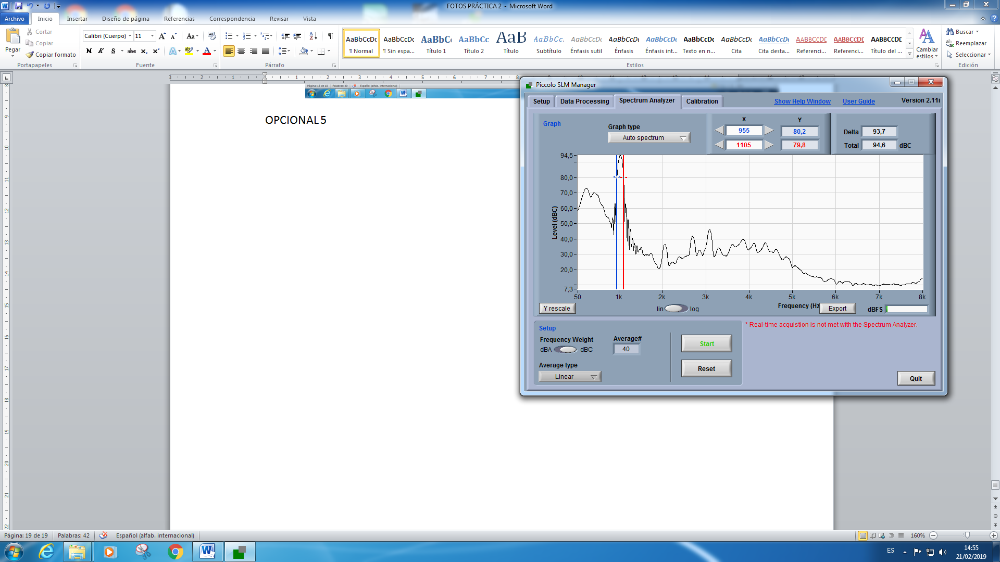 FOTOS PRÁCTICA 2 - Microsoft Word
Archivo Inicio Insertar Diseño de página Referencias Correspondencia Revisar Vista
Pegar
Cortar
Copiar
Copiar formato
Portapapeles
Calibri (Cuerpo) 11
N K S abc x₂ x²
Fuente
Párrafo
AaBbCcDc AaBbCcDc AaBbC AaBbCc AaB AaBbCc. AaBbCcDc AaBbCcDc AaBbCcDc AaBbCcDc AaBbCcDc AaBbCcDc AABBCCDE AABBCCDE AABBCCDE
¶ Normal ¶ Sin espa... Título 1 Título 2 Título Subtítulo Énfasis sutil Énfasis Énfasis int... Texto en n... Cita Cita desta... Referenci... Referenci... Título del ...
Estilos
Cambiar estilos
Buscar
Reemplazar
Seleccionar
Edición
OPCIONAL 5
Piccolo SLM Manager
Setup Data Processing Spectrum Analyzer Calibration Show Help Window User Guide Version 2.11i
Graph
Graph type
Auto spectrum
X Y
955 80,2
1105 79,8
Delta 93,7
Total 94,6 dBC
Level (dBC)
94,5
80,0
70,0
60,0
50,0
40,0
30,0
20,0
7,3
50 1k 2k 3k 4k 5k 6k 7k 8k
Y rescale
lin log
Frequency (Hz
Export
dBFS
Setup
Frequency Weight
dBA dBC
Average#
40
Average type
Linear
Start
Reset
* Real-time acquistion is not met with the Spectrum Analyzer.
Quit
Página: 19 de 19 Palabras: 42 Español (alfab. internacional) 160%
ES
14:55
21/02/2019